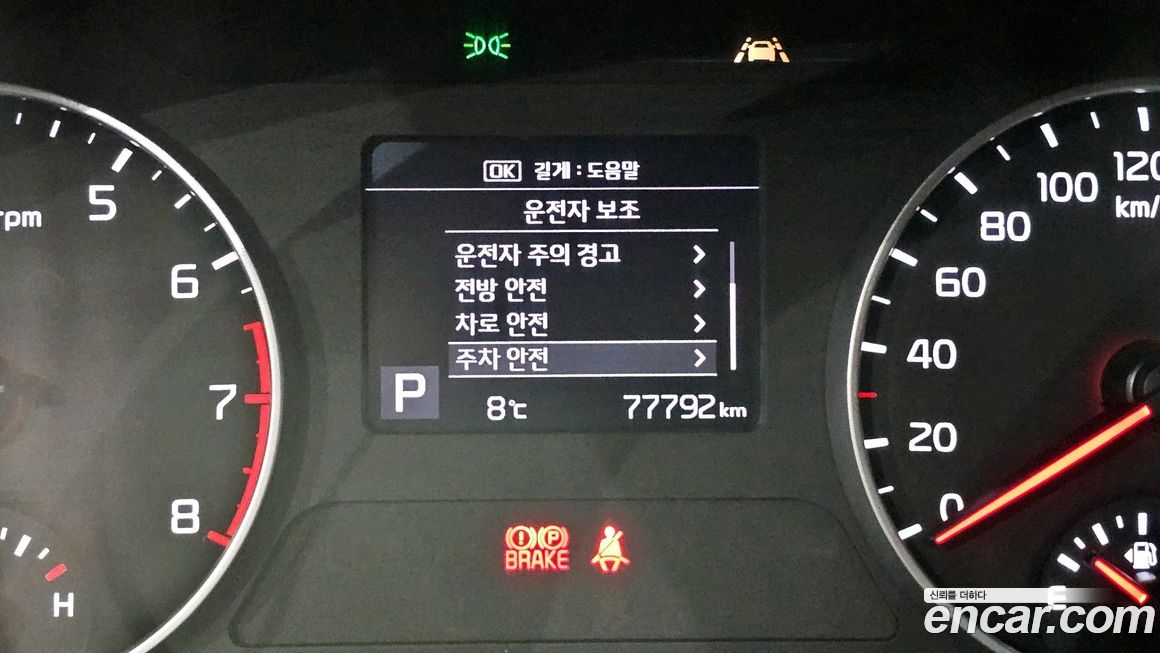 OK 길게 : 도움말
운전자 보조
운전자 주의 경고
전방 안전
차로 안전
주차 안전
P
8℃ 77792 km
rpm
5
6
7
8
H
120
100
km/
80
60
40
20
0
E
(!) (P)
BRAKE
신뢰를 더하다
encar.com